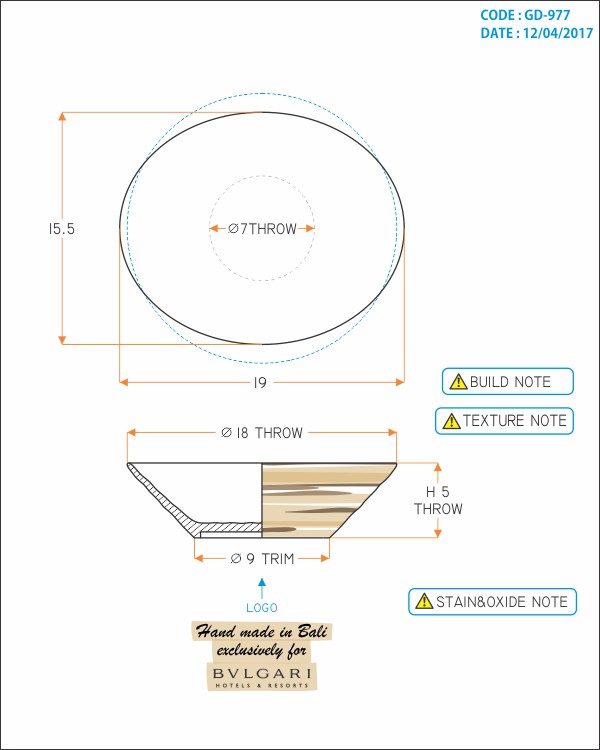 CODE : GD-977
DATE : 12/04/2017
15.5
Ø7THROW
19
BUILD NOTE
TEXTURE NOTE
Ø 18 THROW
H 5
THROW
Ø 9 TRIM
LOGO
STAIN&OXIDE NOTE
Hand made in Bali
exclusively for
BVLGARI
HOTELS & RESORTS